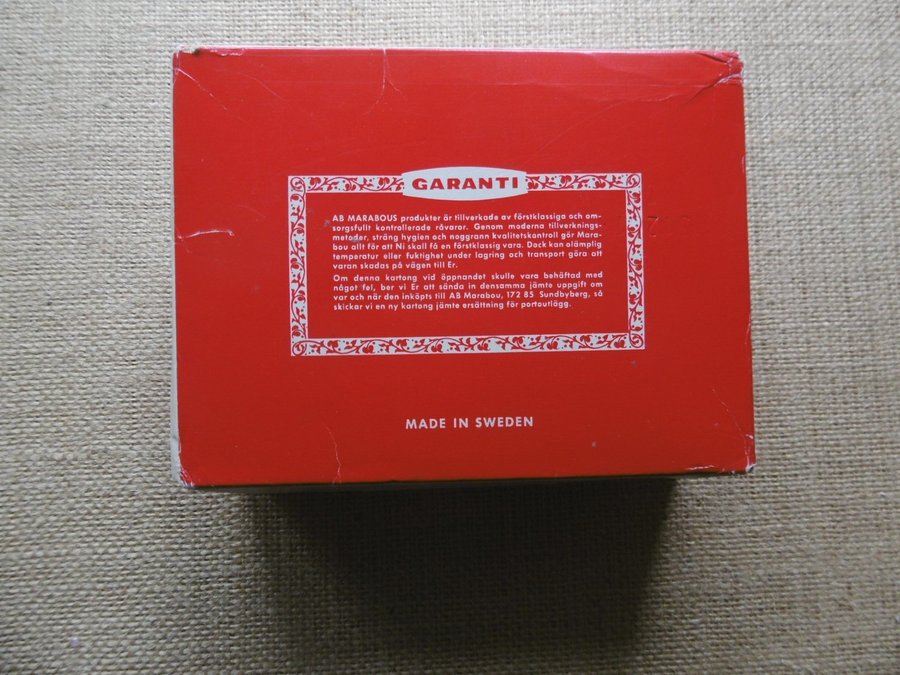 GARANTI
AB MARABOUS produkter är tillverkade av förstklassiga och om-
sorgsfullt kontrollerade råvaror. Genom moderna tillverknings-
metoder, sträng hygien och noggrann kvalitetskontroll gör Mara-
bou allt för att Ni skall få en förstklassig vara. Dock kan olämplig
temperatur eller fuktighet under lagring och transport göra att
varan skadas på vägen till Er.
Om denna kartong vid öppnandet skulle vara behäftad med
något fel, ber vi Er att sända in densamma jämte uppgift om
var och när den inköpts till AB Marabou, 172 85 Sundbyberg, så
skickar vi en ny kartong jämte ersättning för portoutlägg.
MADE IN SWEDEN